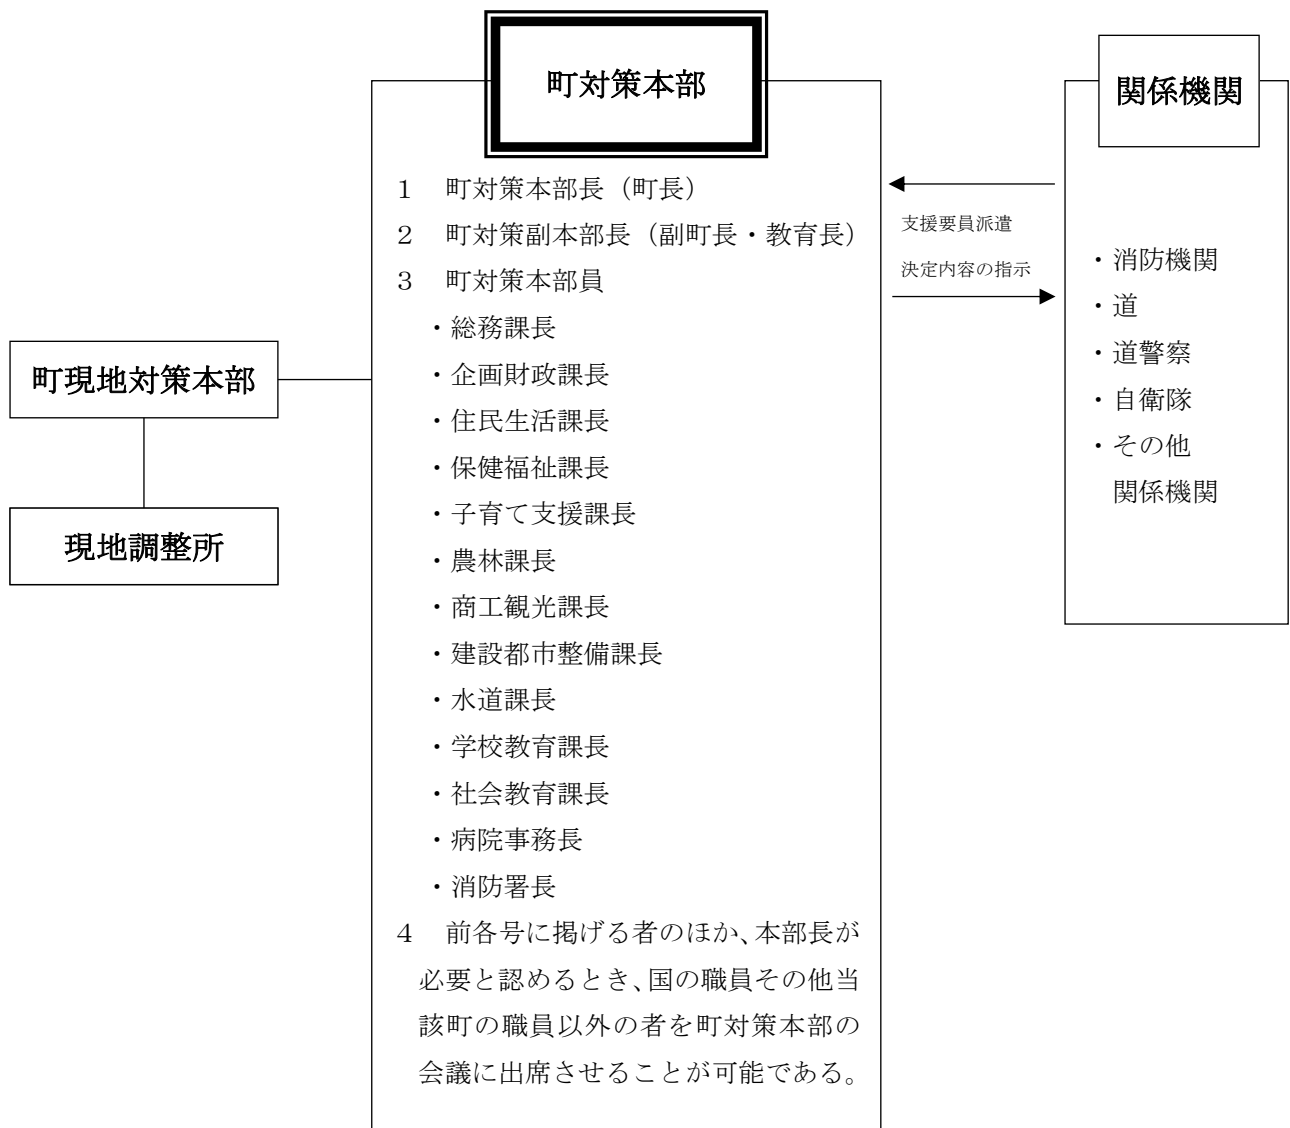 町対策本部
1　町対策本部長（町長）
2　町対策副本部長（副町長・教育長）
3　町対策本部員
・総務課長
・企画財政課長
・住民生活課長
・保健福祉課長
・子育て支援課長
・農林課長
・商工観光課長
・建設都市整備課長
・水道課長
・学校教育課長
・社会教育課長
・病院事務長
・消防署長
4　前各号に掲げる者のほか、本部長が
必要と認めるとき、国の職員その他当
該町の職員以外の者を町対策本部の
会議に出席させることが可能である。
町現地対策本部
現地調整所
支援要員派遣
決定内容の指示
関係機関
・消防機関
・道
・道警察
・自衛隊
・その他
関係機関